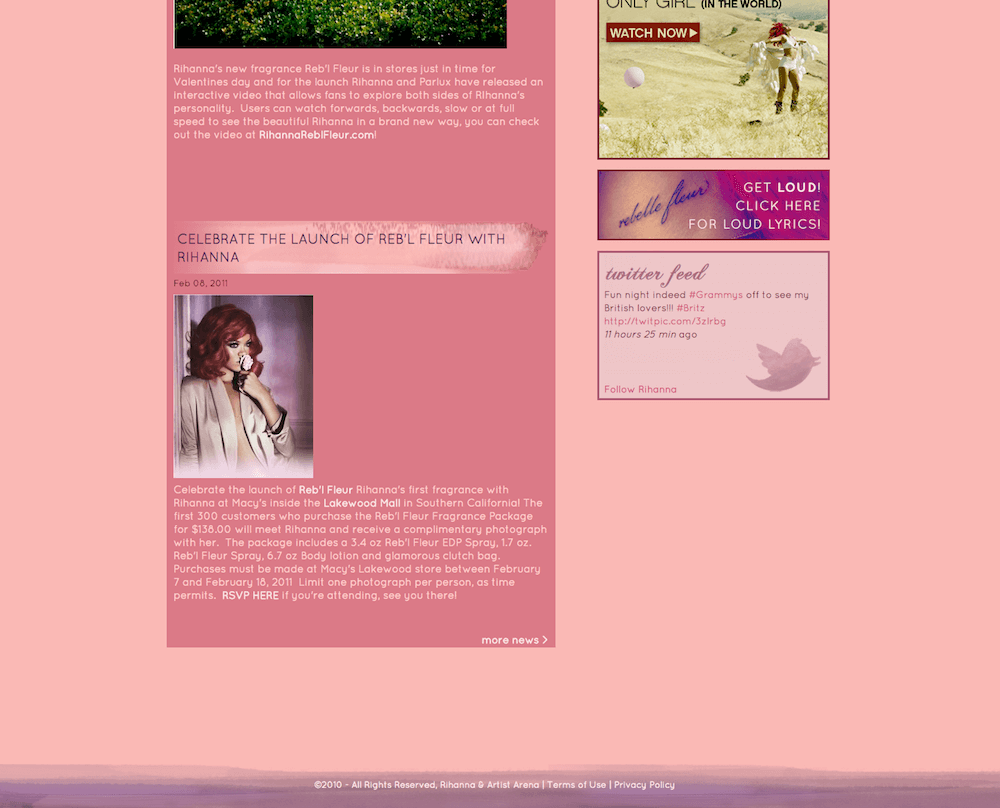 Rihanna's new fragrance Reb'l Fleur is in stores just in time for
Valentines day and for the launch Rihanna and Parlux have released an
interactive video that allows fans to explore both sides of Rihanna's
personality.  Users can watch forwards, backwards, slow or at full
speed to see the beautiful Rihanna in a brand new way, you can check
out the video at RihannaReblFleur.com!
CELEBRATE THE LAUNCH OF REB'L FLEUR WITH
RIHANNA
Feb 08, 2011
Celebrate the launch of Reb'l Fleur Rihanna's first fragrance with
Rihanna at Macy's inside the Lakewood Mall in Southern California! The
first 300 customers who purchase the Reb'l Fleur Fragrance Package
for $138.00 will meet Rihanna and receive a complimentary photograph
with her.  The package includes a 3.4 oz Reb'l Fleur EDP Spray, 1.7 oz.
Reb'l Fleur Spray, 6.7 oz Body lotion and glamorous clutch bag.
Purchases must be made at Macy's Lakewood store between February
7 and February 18, 2011  Limit one photograph per person, as time
permits.  RSVP HERE if you're attending, see you there!
more news >
ONLY GIRL (IN THE WORLD)
WATCH NOW
rebelle fleur
GET LOUD!
CLICK HERE
FOR LOUD LYRICS!
twitter feed
Fun night indeed #Grammys off to see my
British lovers!!! #Britz
http://twitpic.com/3zlrbg
11 hours 25 min ago
Follow Rihanna
©2010 - All Rights Reserved, Rihanna & Artist Arena | Terms of Use | Privacy Policy